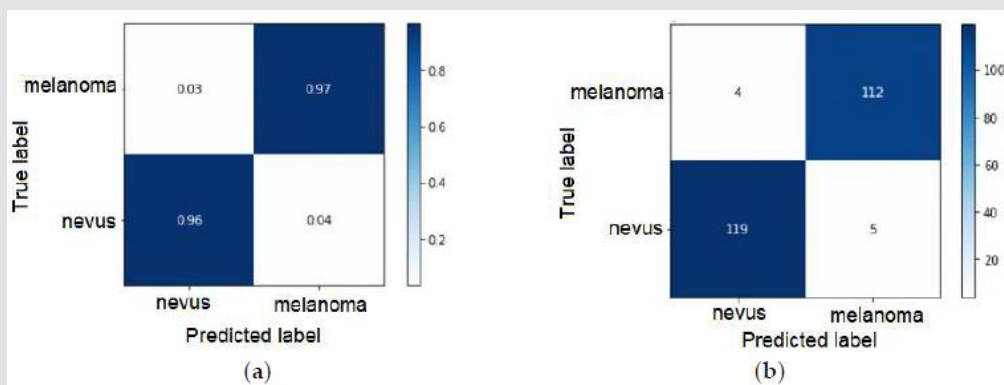 melanoma
0.03
0.97
nevus
0.96
0.04
True label
nevus
melanoma
Predicted label
0.8
0.6
0.4
0.2
(a)
melanoma
4
112
nevus
119
5
True label
nevus
melanoma
Predicted label
100
80
60
40
20
(b)